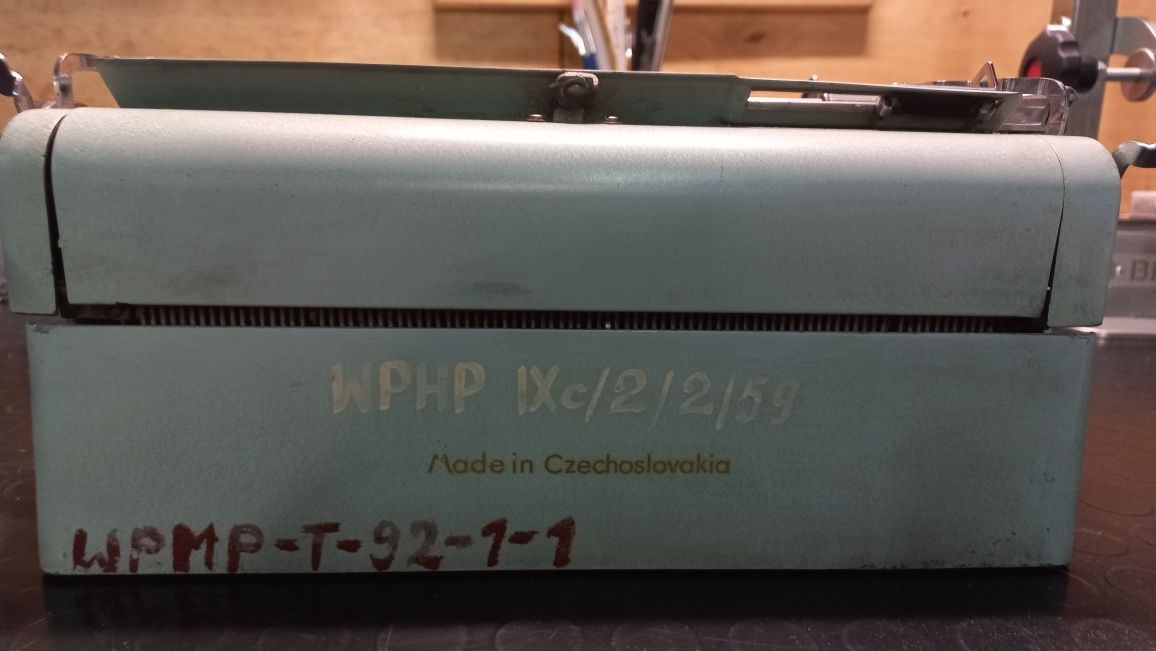 WPHP IXc/2/2/59
Made in Czechoslovakia
WPMP-T-92-1-1